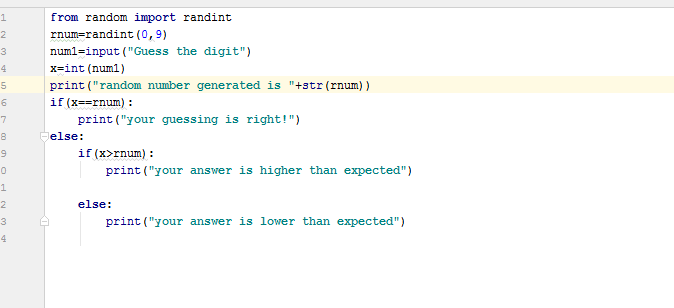 1 from random import randint
2 rnum=randint(0,9)
3 num1=input("Guess the digit")
4 x=int(num1)
5 print("random number generated is "+str(rnum))
6 if(x==rnum):
7     print("your guessing is right!")
8 else:
9     if(x>rnum):
0         print("your answer is higher than expected")
1
2     else:
3         print("your answer is lower than expected")
4